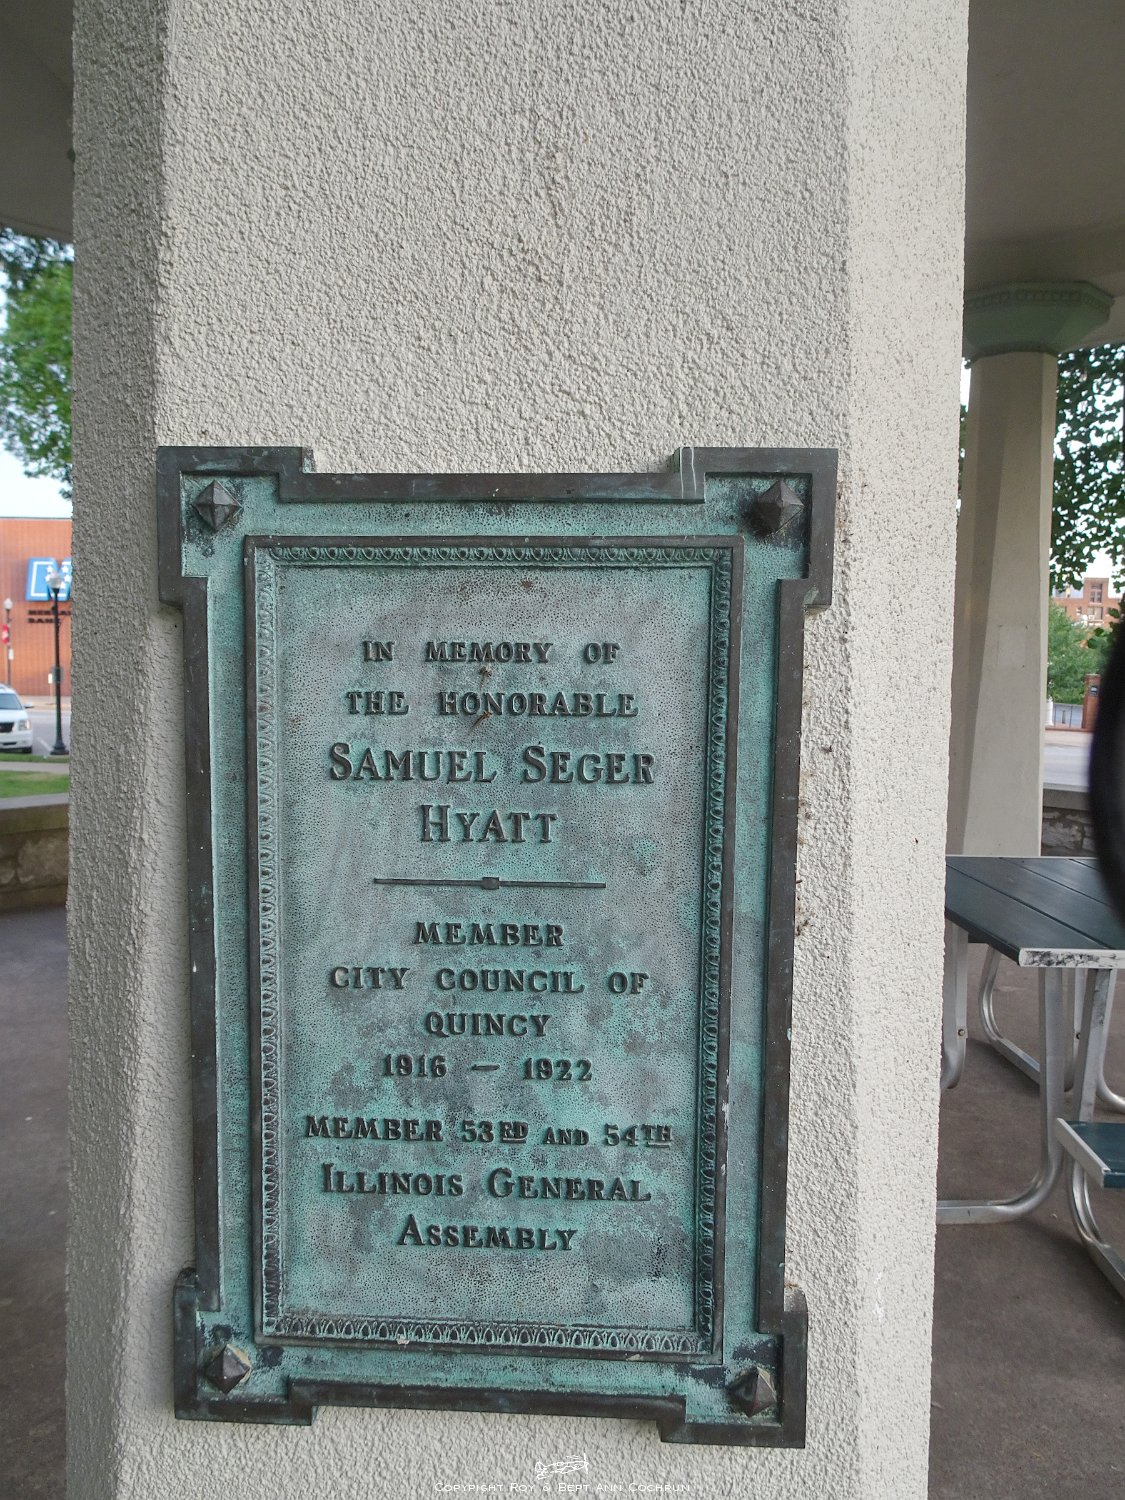 IN MEMORY OF
THE HONORABLE
SAMUEL SEGER
HYATT
MEMBER
CITY COUNCIL OF
QUINCY
1916 — 1922
MEMBER 53RD AND 54TH
ILLINOIS GENERAL
ASSEMBLY
COPYRIGHT ROY & BEPT ANN COCHRUN